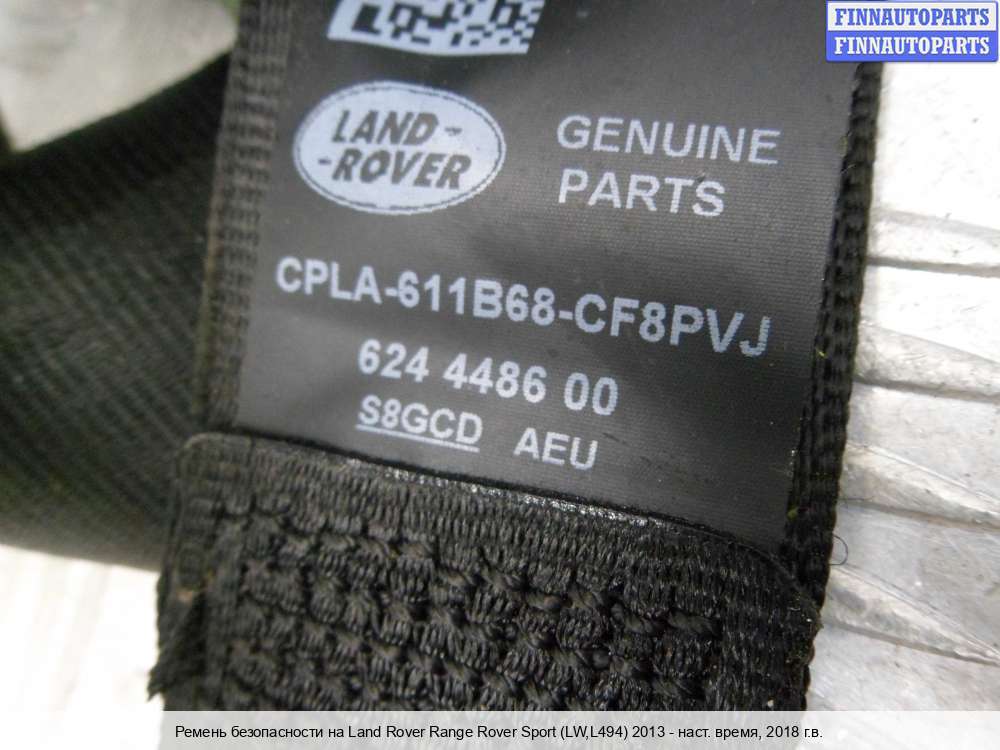 FINNAUTOPARTS
FINNAUTOPARTS
LAND-
-ROVER
GENUINE
PARTS
CPLA-611B68-CF8PVJ
624 4486 00
S8GCD AEU
Ремень безопасности на Land Rover Range Rover Sport (LW,L494) 2013 - наст. время, 2018 г.в.